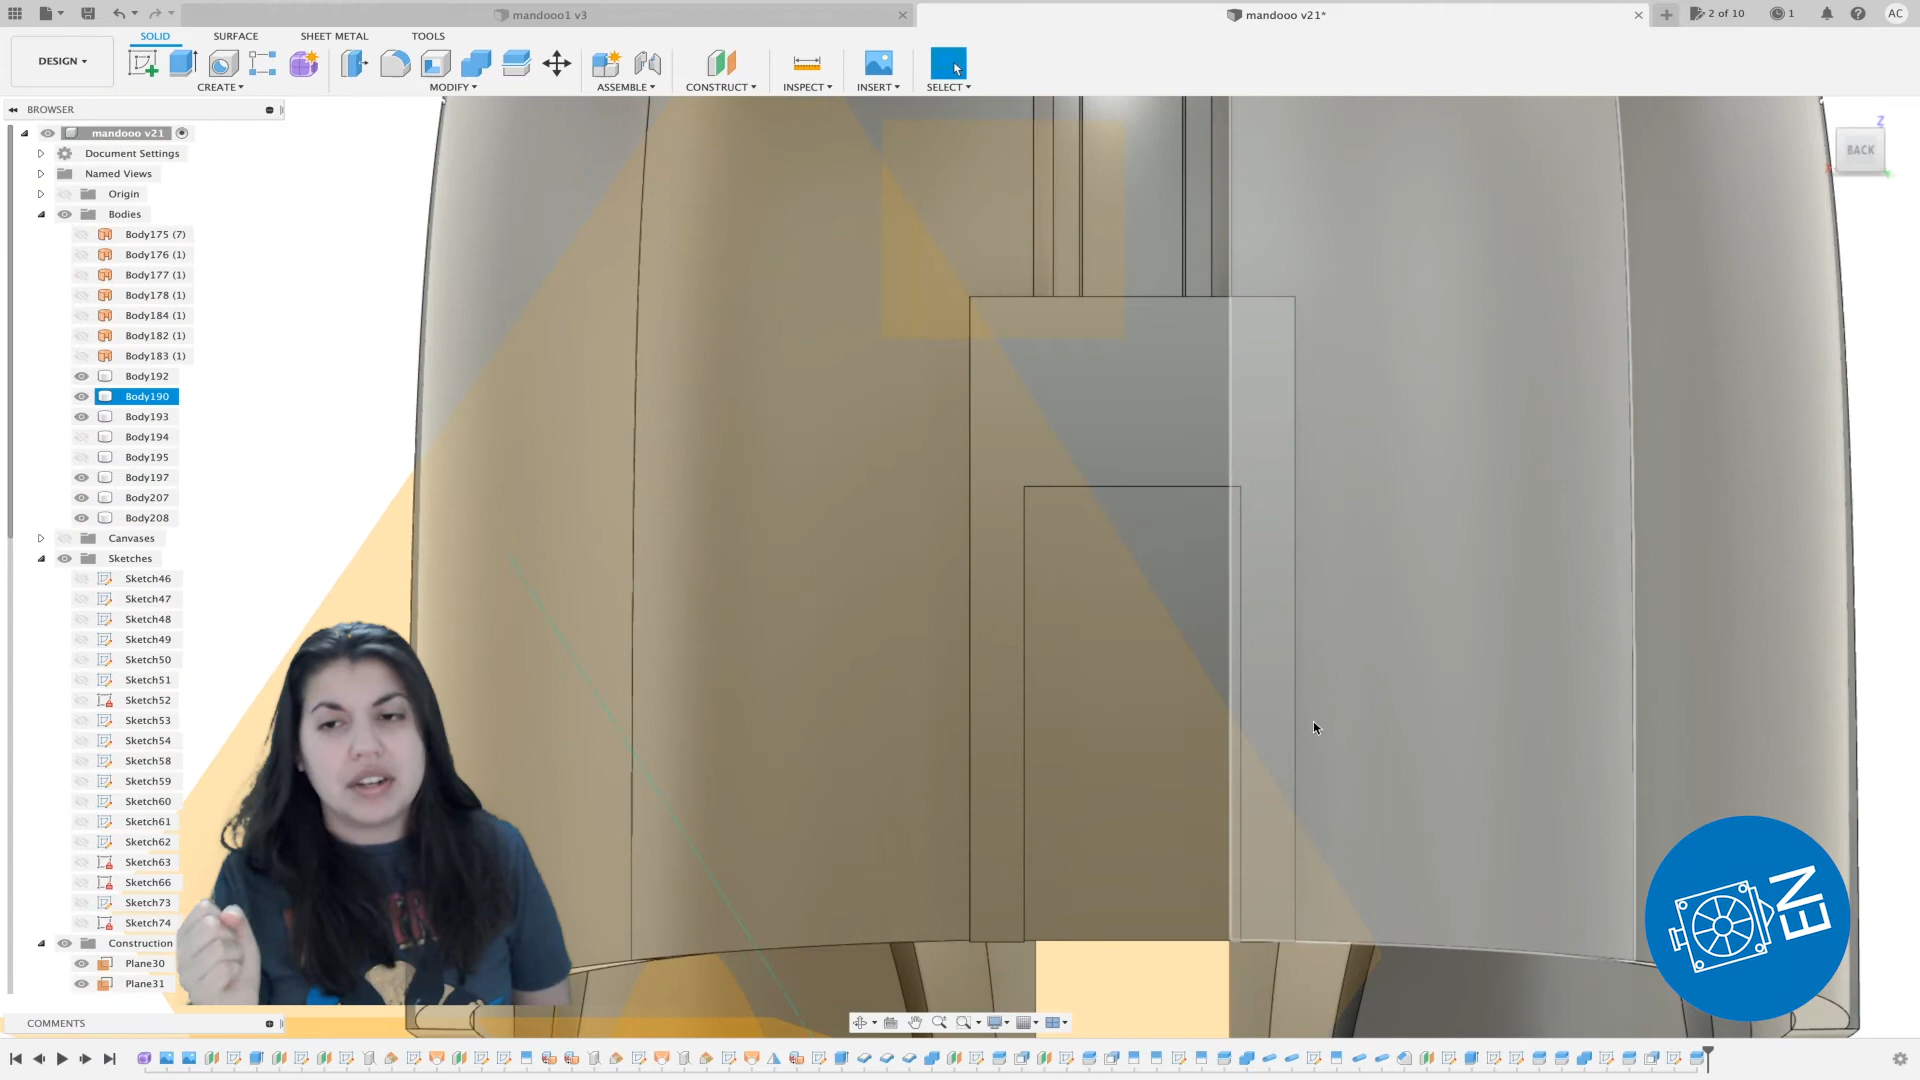 mandooo1 v3
mandooo v21*
2 of 10
1
AC
DESIGN
SOLID
SURFACE
SHEET METAL
TOOLS
CREATE
MODIFY
ASSEMBLE
CONSTRUCT
INSPECT
INSERT
SELECT
BROWSER
mandooo v21
Document Settings
Named Views
Origin
Bodies
Body175 (7)
Body176 (1)
Body177 (1)
Body178 (1)
Body184 (1)
Body182 (1)
Body183 (1)
Body192
Body190
Body193
Body194
Body195
Body197
Body207
Body208
Canvases
Sketches
Sketch46
Sketch47
Sketch48
Sketch49
Sketch50
Sketch51
Sketch52
Sketch53
Sketch54
Sketch58
Sketch59
Sketch60
Sketch61
Sketch62
Sketch63
Sketch66
Sketch73
Sketch74
Construction
Plane30
Plane31
COMMENTS
Z
BACK
EN